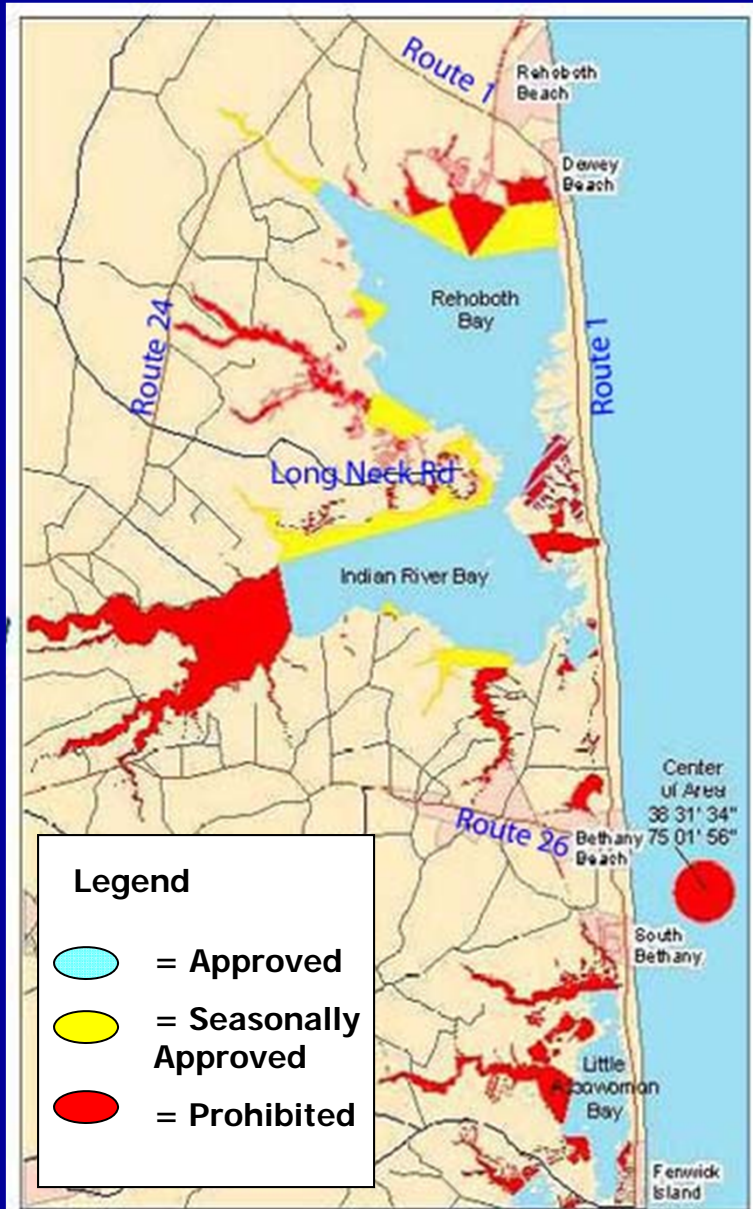 Route 1
Rehoboth
Beach
Dewey
Beach
Rehoboth
Bay
Route 24
Route 1
Long Neck Rd
Indian River Bay
Center
of Area
38 31' 34"
75 01' 56"
Route 26
Bethany
Beach
South
Bethany
Legend
= Approved
= Seasonally
Approved
= Prohibited
Little
Assawoman
Bay
Fenwick
Island